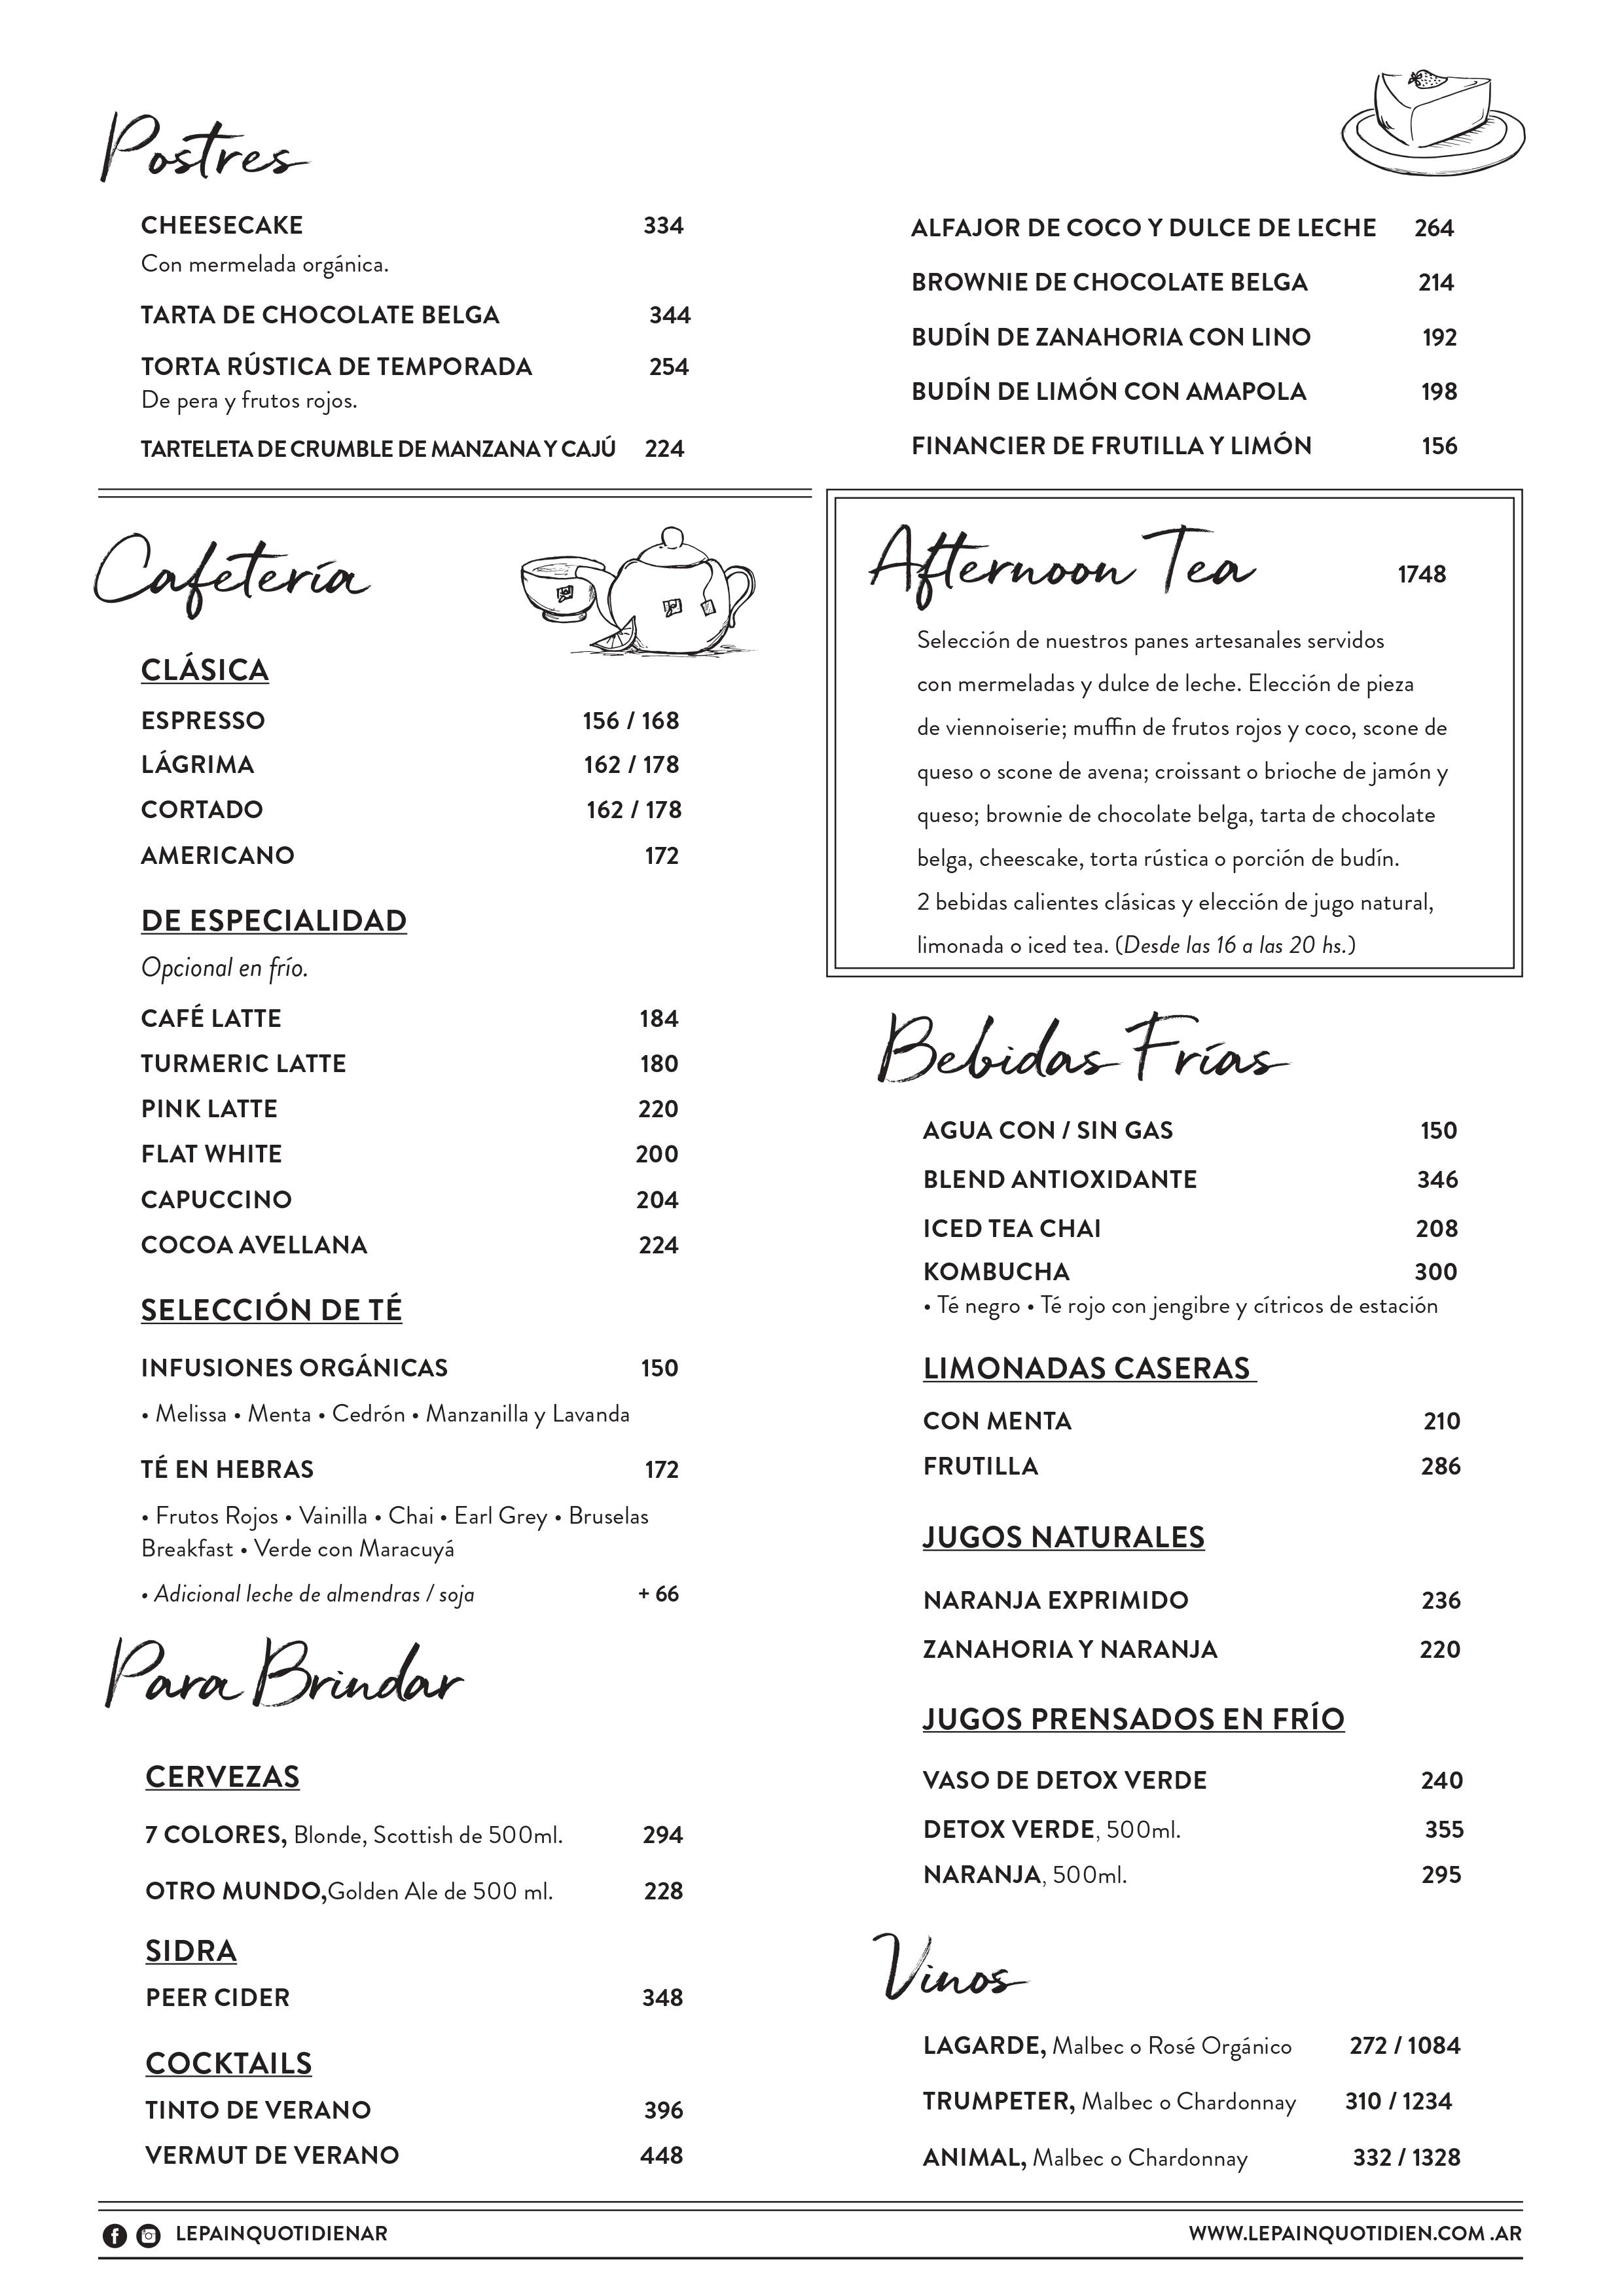 Postres
CHEESECAKE 334
Con mermelada orgánica.
TARTA DE CHOCOLATE BELGA 344
TORTA RÚSTICA DE TEMPORADA 254
De pera y frutos rojos.
TARTELETA DE CRUMBLE DE MANZANA Y CAJÚ 224
ALFAJOR DE COCO Y DULCE DE LECHE 264
BROWNIE DE CHOCOLATE BELGA 214
BUDÍN DE ZANAHORIA CON LINO 192
BUDÍN DE LIMÓN CON AMAPOLA 198
FINANCIER DE FRUTILLA Y LIMÓN 156
Cafetería
CLÁSICA
ESPRESSO 156 / 168
LÁGRIMA 162 / 178
CORTADO 162 / 178
AMERICANO 172
DE ESPECIALIDAD
Opcional en frío.
CAFÉ LATTE 184
TURMERIC LATTE 180
PINK LATTE 220
FLAT WHITE 200
CAPUCCINO 204
COCOA AVELLANA 224
SELECCIÓN DE TÉ
INFUSIONES ORGÁNICAS 150
• Melissa • Menta • Cedrón • Manzanilla y Lavanda
TÉ EN HEBRAS 172
• Frutos Rojos • Vainilla • Chai • Earl Grey • Bruselas
Breakfast • Verde con Maracuyá
• Adicional leche de almendras / soja + 66
Para Brindar
CERVEZAS
7 COLORES, Blonde, Scottish de 500ml. 294
OTRO MUNDO,Golden Ale de 500 ml. 228
SIDRA
PEER CIDER 348
COCKTAILS
TINTO DE VERANO 396
VERMUT DE VERANO 448
Afternoon Tea 1748
Selección de nuestros panes artesanales servidos
con mermeladas y dulce de leche. Elección de pieza
de viennoiserie; muffin de frutos rojos y coco, scone de
queso o scone de avena; croissant o brioche de jamón y
queso; brownie de chocolate belga, tarta de chocolate
belga, cheescake, torta rústica o porción de budín.
2 bebidas calientes clásicas y elección de jugo natural,
limonada o iced tea. (Desde las 16 a las 20 hs.)
Bebidas Frías
AGUA CON / SIN GAS 150
BLEND ANTIOXIDANTE 346
ICED TEA CHAI 208
KOMBUCHA 300
• Té negro • Té rojo con jengibre y cítricos de estación
LIMONADAS CASERAS
CON MENTA 210
FRUTILLA 286
JUGOS NATURALES
NARANJA EXPRIMIDO 236
ZANAHORIA Y NARANJA 220
JUGOS PRENSADOS EN FRÍO
VASO DE DETOX VERDE 240
DETOX VERDE, 500ml. 355
NARANJA, 500ml. 295
Vinos
LAGARDE, Malbec o Rosé Orgánico 272 / 1084
TRUMPETER, Malbec o Chardonnay 310 / 1234
ANIMAL, Malbec o Chardonnay 332 / 1328
LEPAINQUOTIDIENAR
WWW.LEPAINQUOTIDIEN.COM .AR